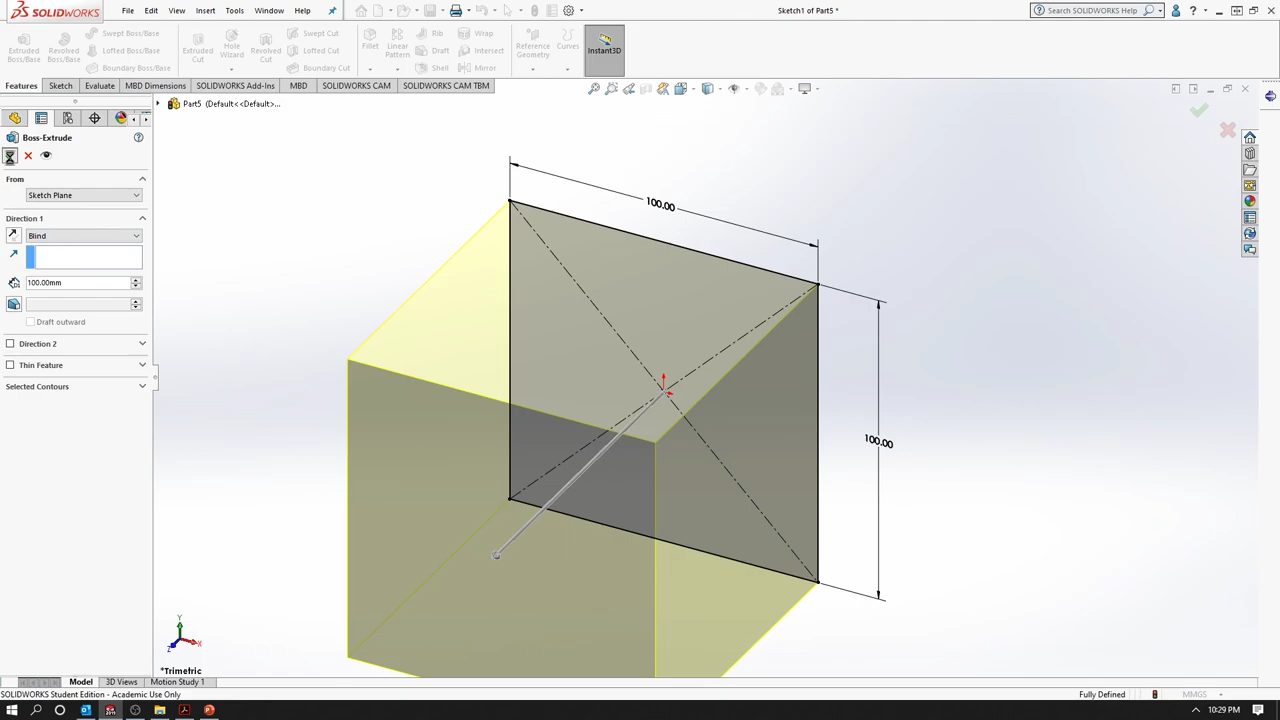 SOLIDWORKS File Edit View Insert Tools Window Help Sketch1 of Part5 * Search SOLIDWORKS Help
Extruded Boss/Base Revolved Boss/Base Swept Boss/Base Lofted Boss/Base Boundary Boss/Base Extruded Cut Hole Wizard Revolved Cut Swept Cut Lofted Cut Boundary Cut Fillet Linear Pattern Rib Draft Shell Wrap Intersect Mirror Reference Geometry Curves Instant3D
Features Sketch Evaluate MBD Dimensions SOLIDWORKS Add-Ins MBD SOLIDWORKS CAM SOLIDWORKS CAM TBM
Part5 (Default<<Default>...
Boss-Extrude
From
Sketch Plane
100.00
Direction 1
Blind
100.00mm
Draft outward
Direction 2
Thin Feature
Selected Contours
100.00
Y
X
Z
*Trimetric
Model 3D Views Motion Study 1
SOLIDWORKS Student Edition - Academic Use Only Fully Defined MMGS
2019 10:29 PM